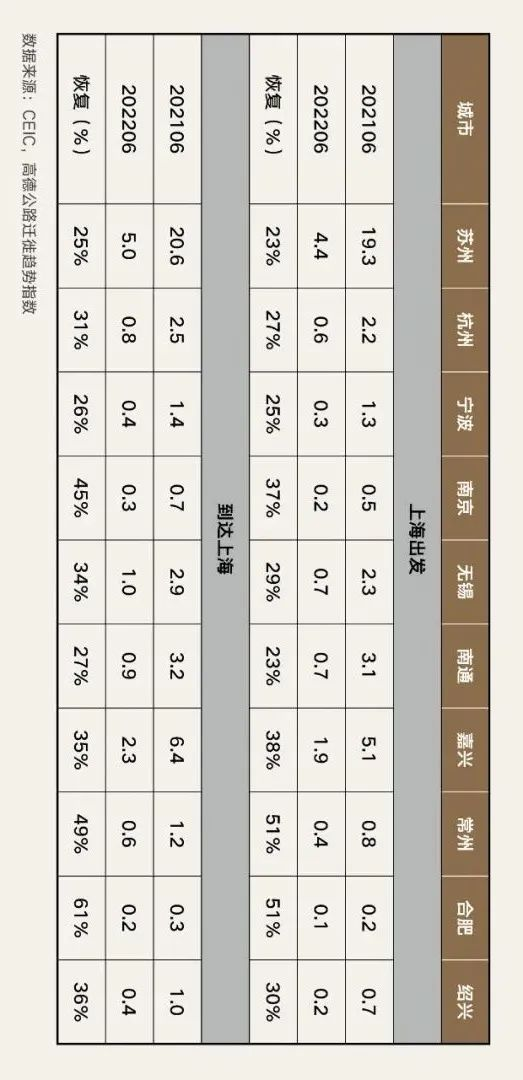 城市 苏州 杭州 宁波 南京 无锡 南通 嘉兴 常州 合肥 绍兴
上海出发
202106 19.3 2.2 1.3 0.5 2.3 3.1 5.1 0.8 0.2 0.7
202206 4.4 0.6 0.3 0.2 0.7 0.7 1.9 0.4 0.1 0.2
恢复(%) 23% 27% 25% 37% 29% 23% 38% 51% 51% 30%
到达上海
202106 20.6 2.5 1.4 0.7 2.9 3.2 6.4 1.2 0.3 1.0
202206 5.0 0.8 0.4 0.3 1.0 0.9 2.3 0.6 0.2 0.4
恢复(%) 25% 31% 26% 45% 34% 27% 35% 49% 61% 36%
数据来源：CEIC，高德公路迁徙趋势指数